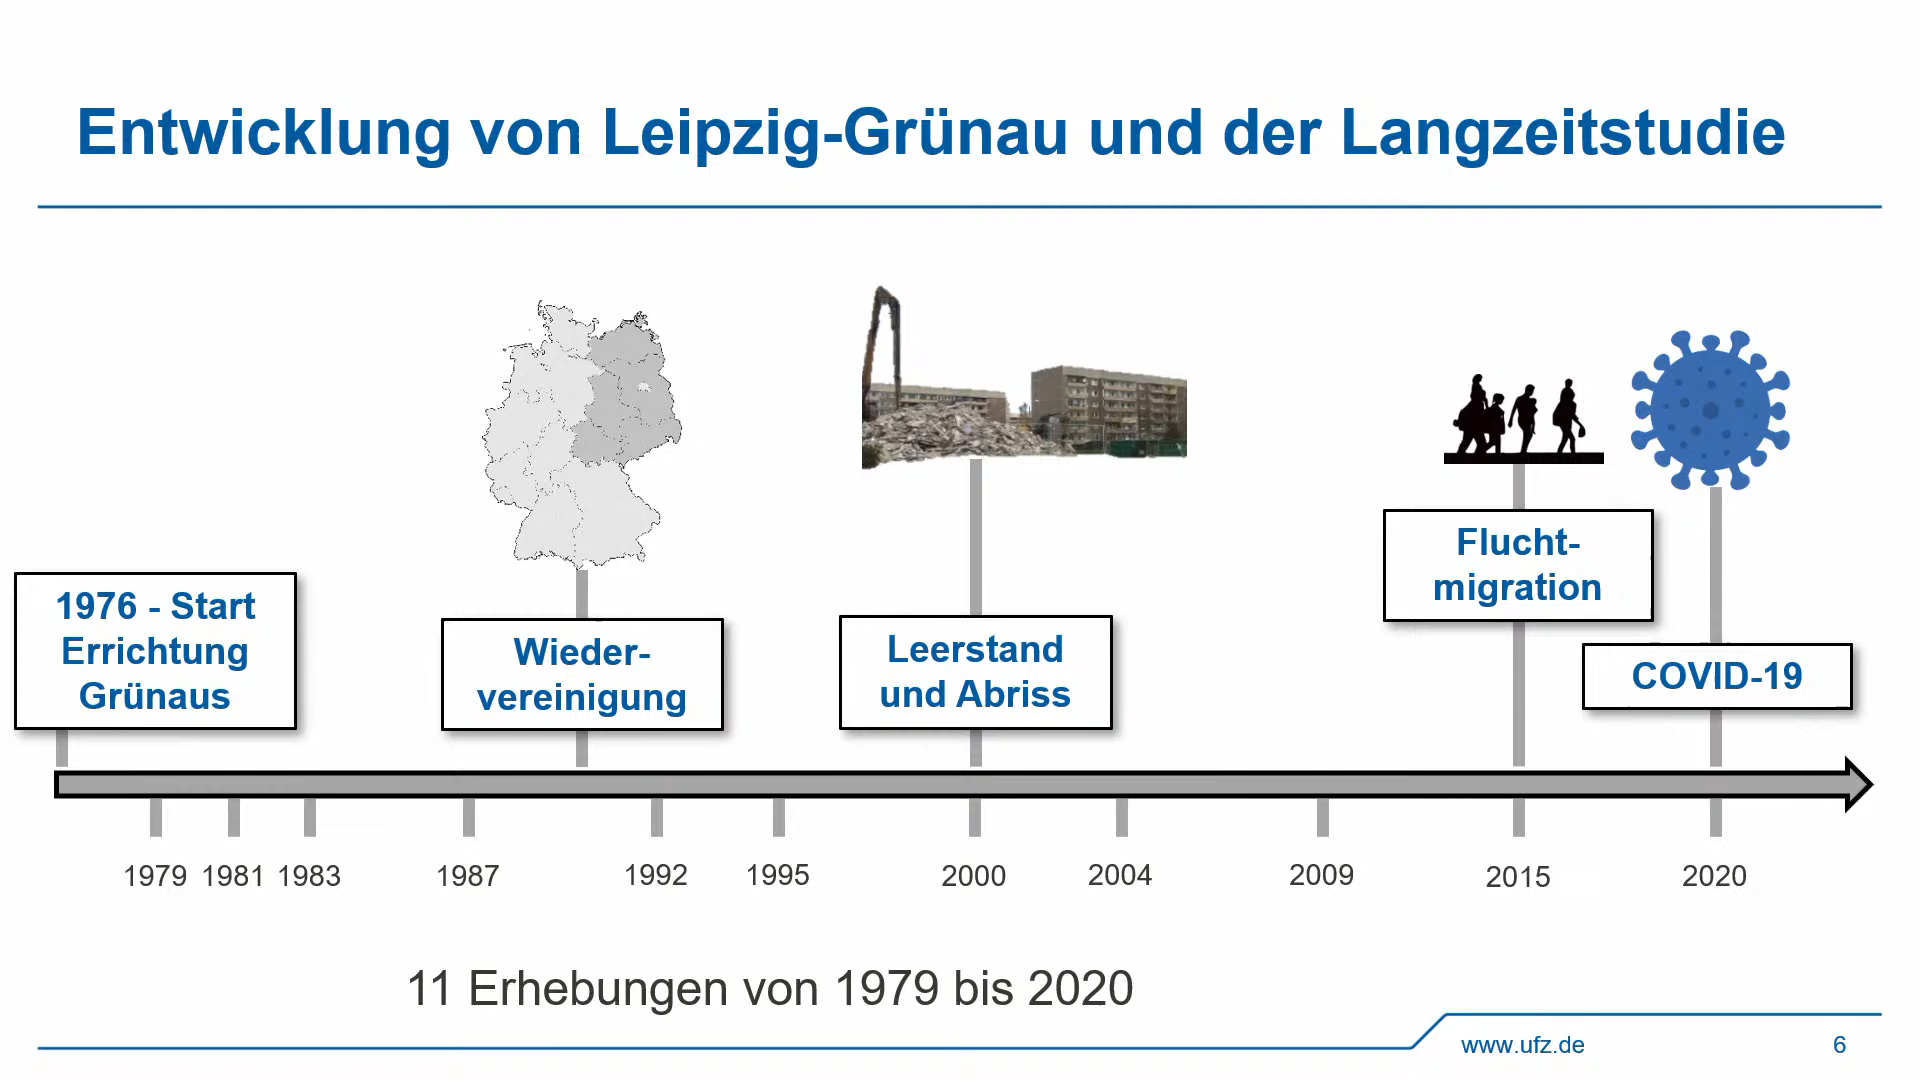 Entwicklung von Leipzig-Grünau und der Langzeitstudie
1976 - Start
Errichtung
Grünaus
Wieder-
vereinigung
Leerstand
und Abriss
Flucht-
migration
COVID-19
1979 1981 1983 1987 1992 1995 2000 2004 2009 2015 2020
11 Erhebungen von 1979 bis 2020
www.ufz.de 6